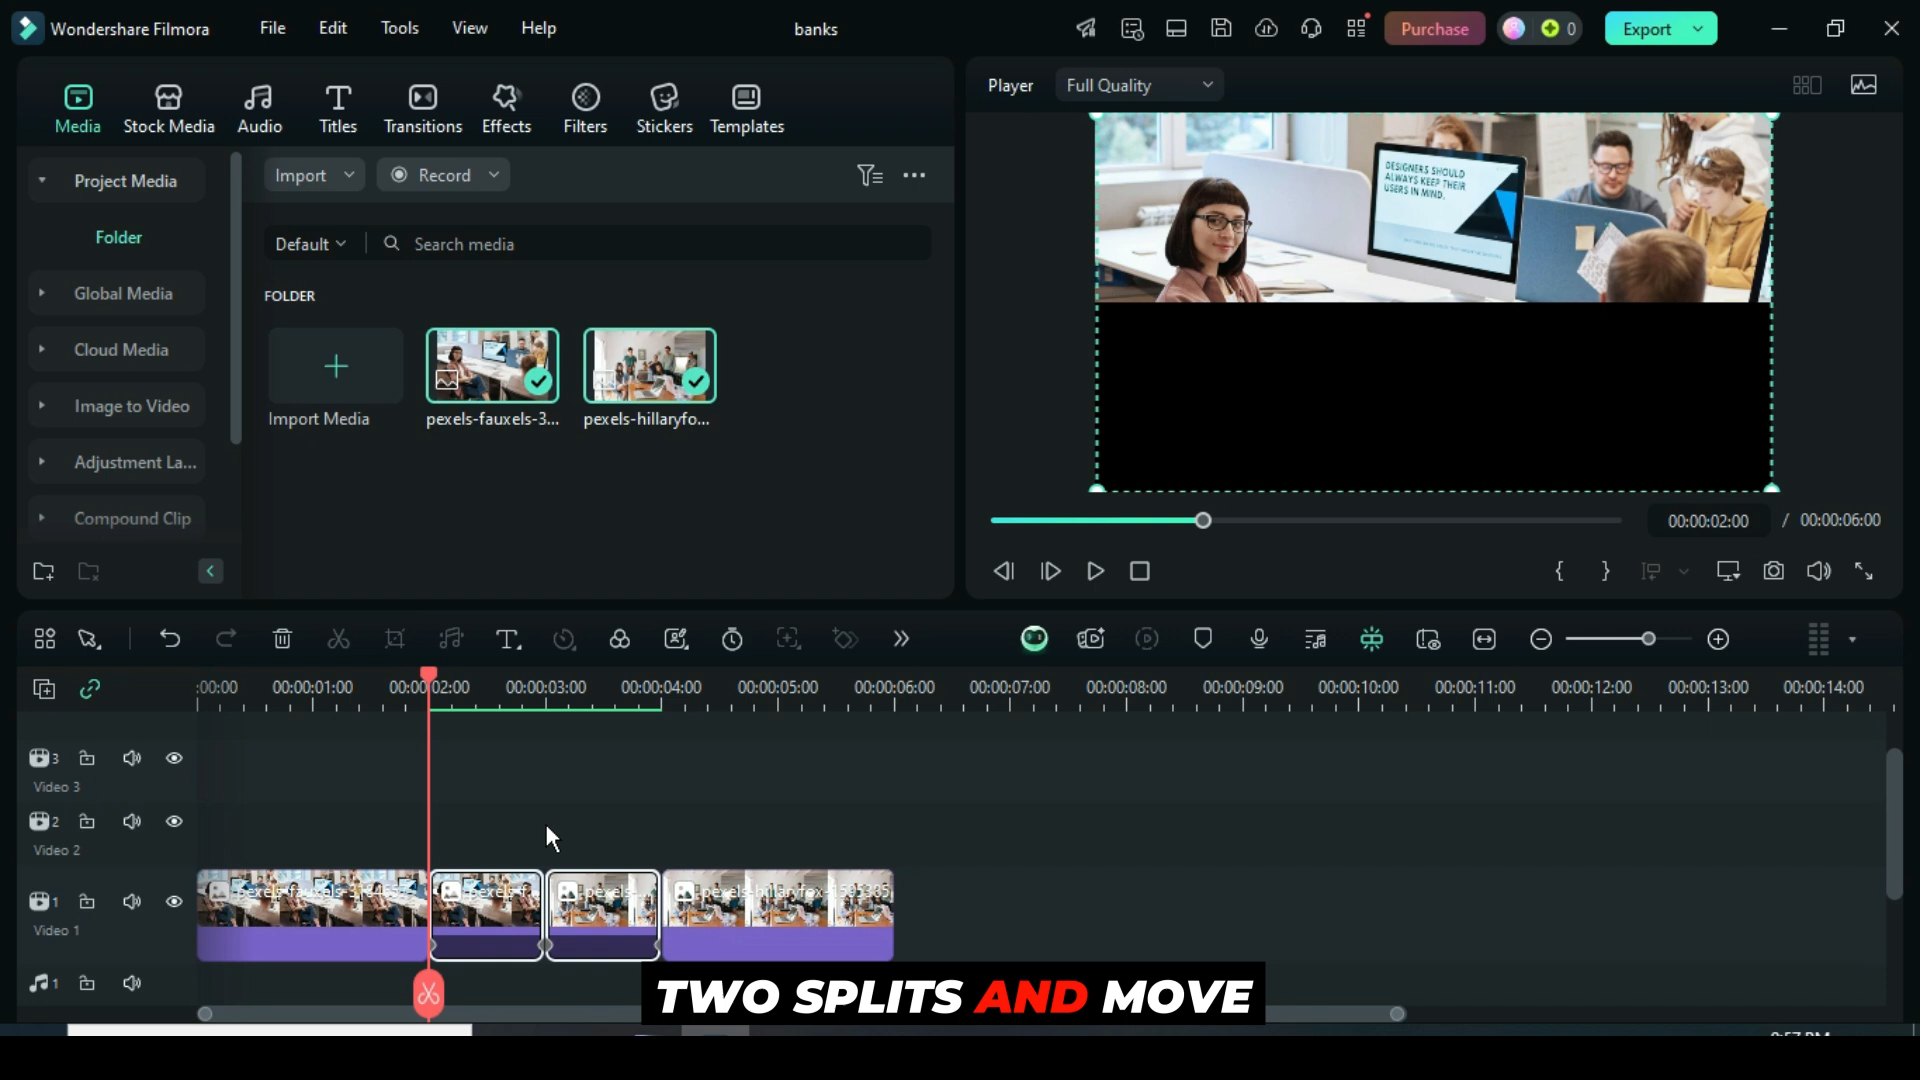 Wondershare Filmora File Edit Tools View Help banks Purchase 0 Export
Media Stock Media Audio Titles Transitions Effects Filters Stickers Templates
Player Full Quality
Project Media
Folder
Global Media
Cloud Media
Image to Video
Adjustment La...
Compound Clip
Import Record
Default Search media
FOLDER
Import Media pexels-fauxels-3... pexels-hillaryfo...
DESIGNERS SHOULD
ALWAYS KEEP THEIR
USERS IN MIND.
00:00:02:00 / 00:00:06:00
:00:00 00:00:01:00 00:00:02:00 00:00:03:00 00:00:04:00 00:00:05:00 00:00:06:00 00:00:07:00 00:00:08:00 00:00:09:00 00:00:10:00 00:00:11:00 00:00:12:00 00:00:13:00 00:00:14:00
3
Video 3
2
Video 2
1
Video 1
1
TWO SPLITS AND MOVE